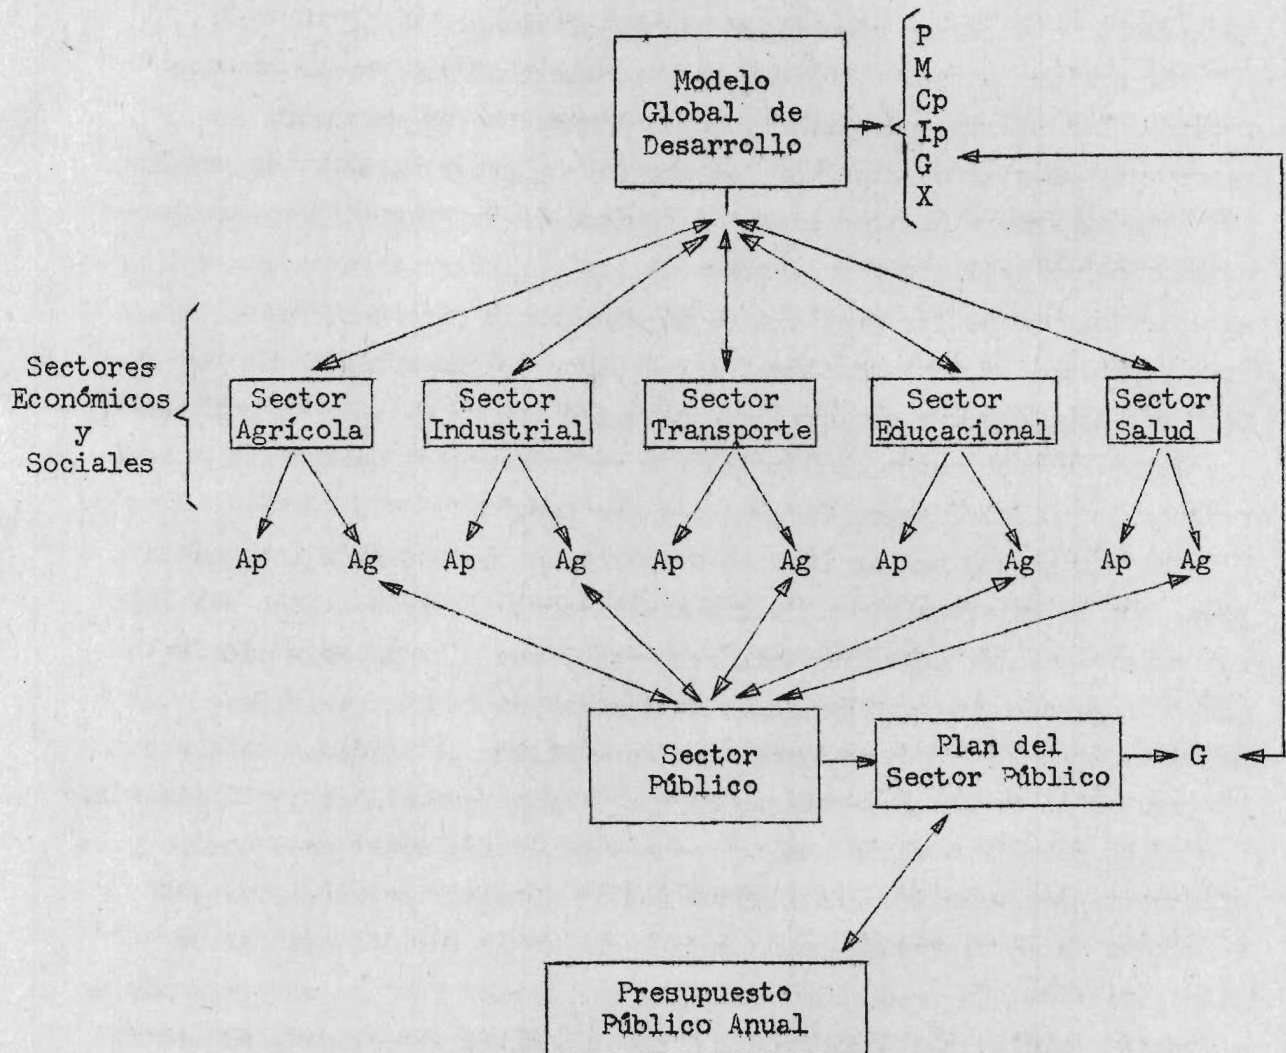 Modelo
Global de
Desarrollo
P
M
Cp
Ip
G
X
Sectores
Económicos
y
Sociales
Sector
Agrícola
Sector
Industrial
Sector
Transporte
Sector
Educacional
Sector
Salud
Ap Ag Ap Ag Ap Ag Ap Ag Ap Ag
Sector
Público
Plan del
Sector Público
G
Presupuesto
Público Anual